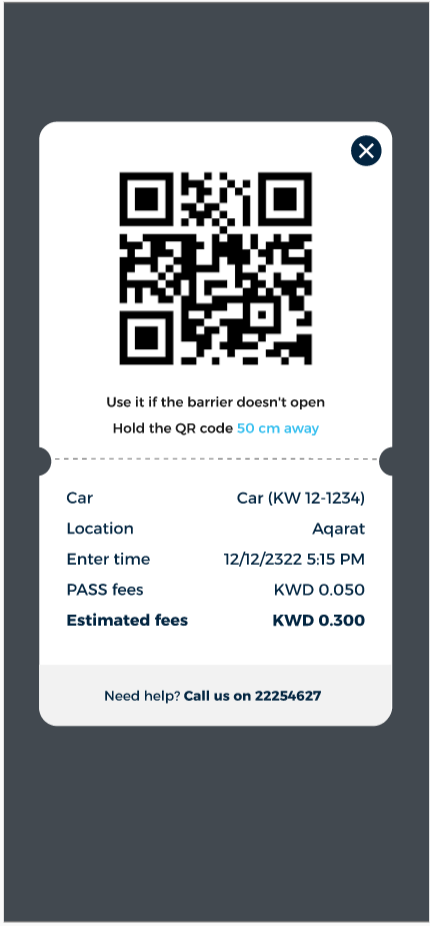 Use it if the barrier doesn't open
Hold the QR code 50 cm away
Car Car (KW 12-1234)
Location Aqarat
Enter time 12/12/2322 5:15 PM
PASS fees KWD 0.050
Estimated fees KWD 0.300
Need help? Call us on 22254627